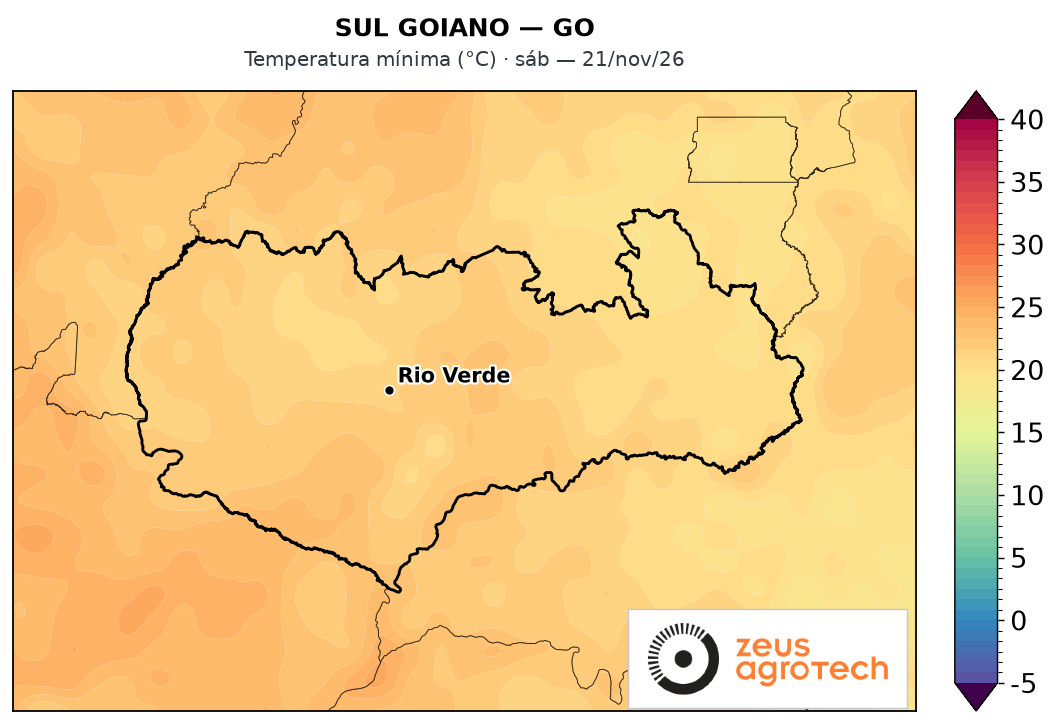 SUL GOIANO — GO
Temperatura mínima (°C) · sáb — 21/nov/26
Rio Verde
40
35
30
25
20
15
10
5
0
-5
zeus
agrotech